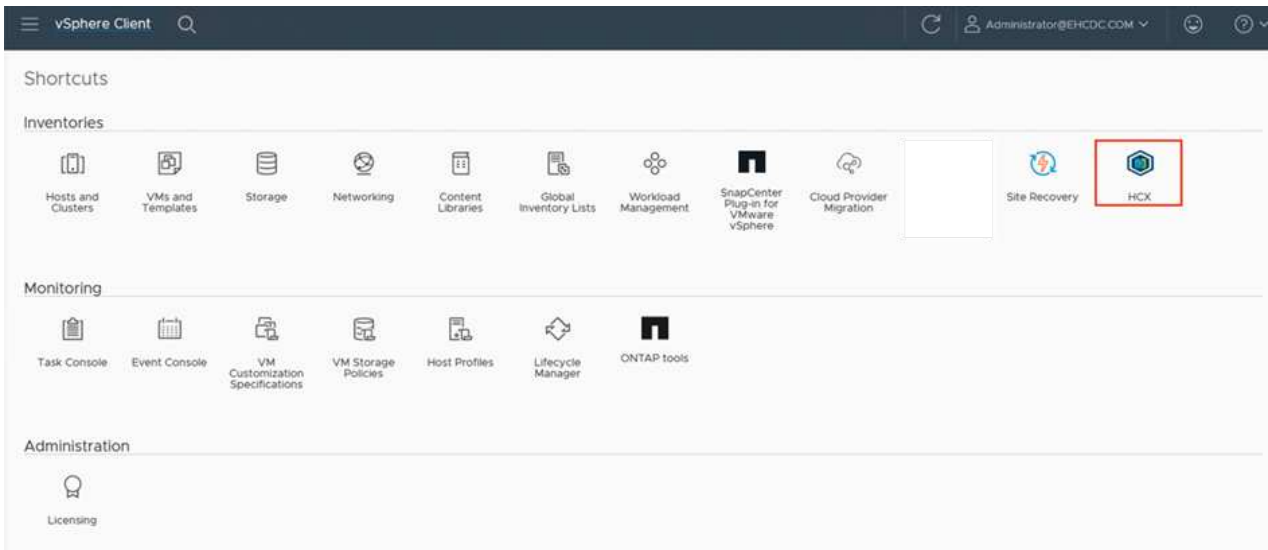 vSphere Client
Administrator@EHCDC.COM
Shortcuts
Inventories
Hosts and
Clusters
VMs and
Templates
Storage
Networking
Content
Libraries
Global
Inventory Lists
Workload
Management
SnapCenter
Plug-in for
VMware
vSphere
Cloud Provider
Migration
Site Recovery
HCX
Monitoring
Task Console
Event Console
VM
Customization
Specifications
VM Storage
Policies
Host Profiles
Lifecycle
Manager
ONTAP tools
Administration
Licensing